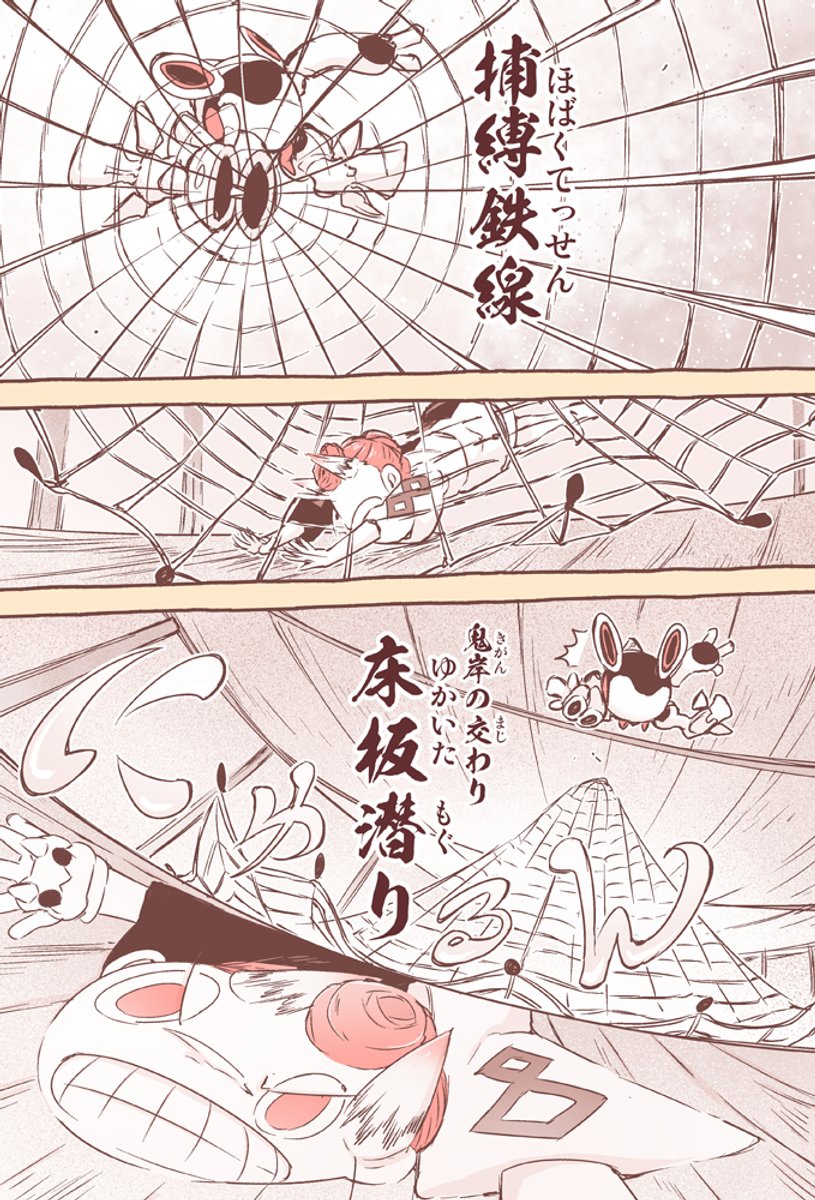 捕縛鉄線
ほばくてっせん
鬼岸の交わり
きがん
まじ
床板潜り
ゆかいた
もぐ
にゅるん